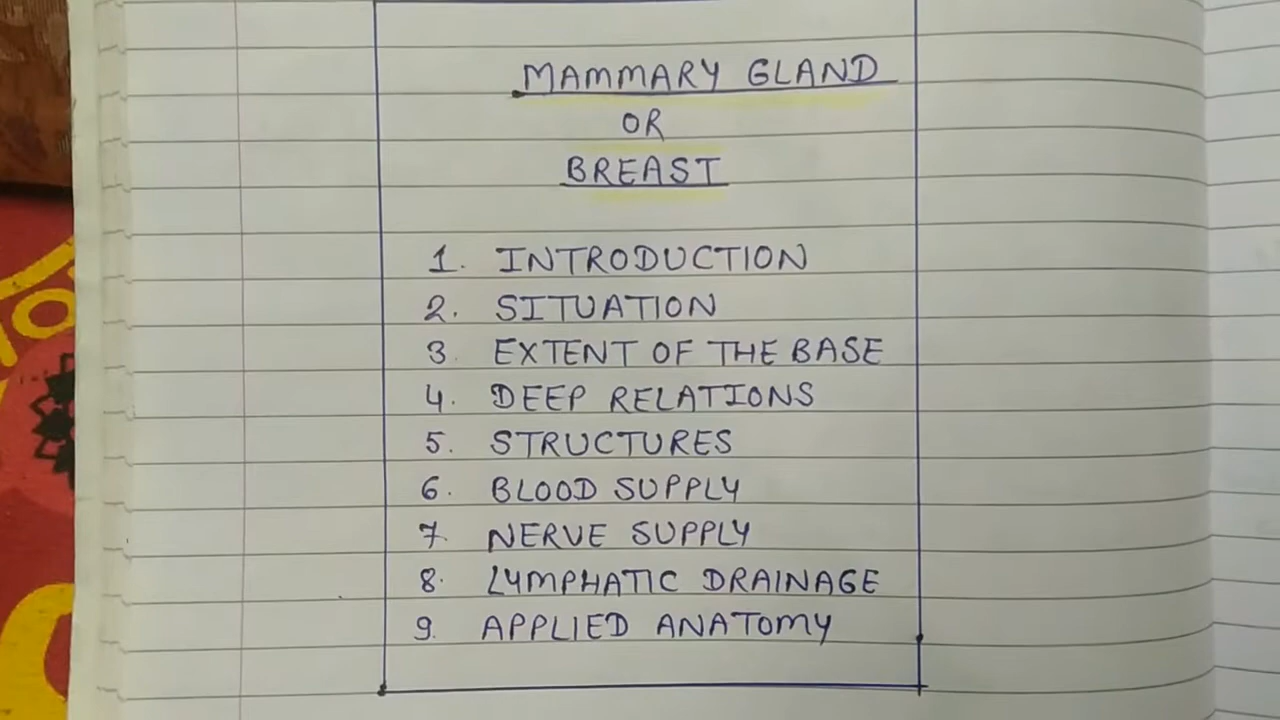 MAMMARY GLAND
OR
BREAST
1. INTRODUCTION
2. SITUATION
3. EXTENT OF THE BASE
4. DEEP RELATIONS
5. STRUCTURES
6. BLOOD SUPPLY
7. NERVE SUPPLY
8. LYMPHATIC DRAINAGE
9. APPLIED ANATOMY